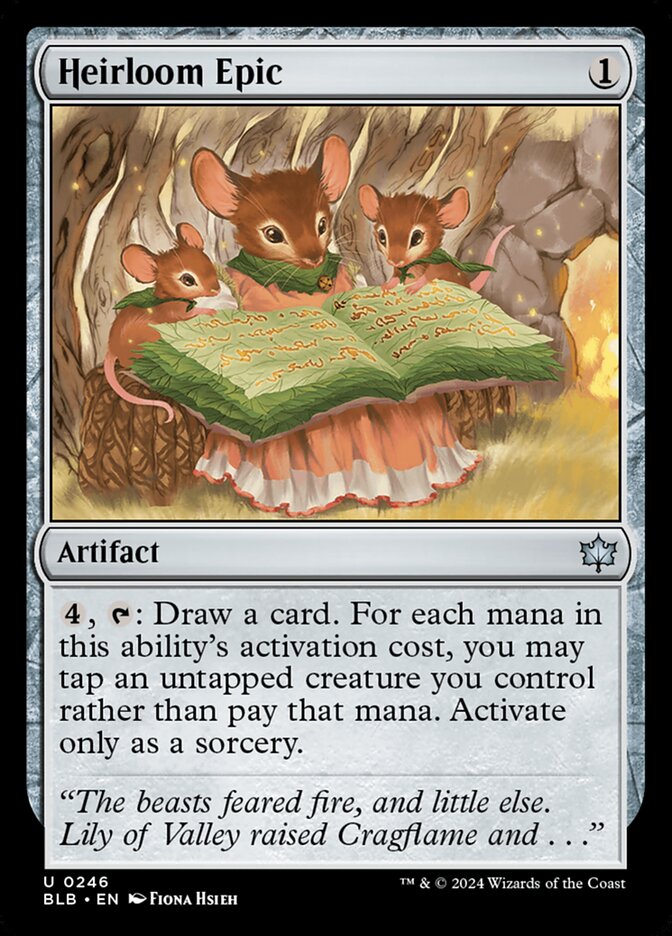 Heirloom Epic
1
Artifact
4, : Draw a card. For each mana in
this ability's activation cost, you may
tap an untapped creature you control
rather than pay that mana. Activate
only as a sorcery.
"The beasts feared fire, and little else.
Lily of Valley raised Cragflame and . . ."
U 0246
BLB • EN Fiona Hsieh
™ & © 2024 Wizards of the Coast